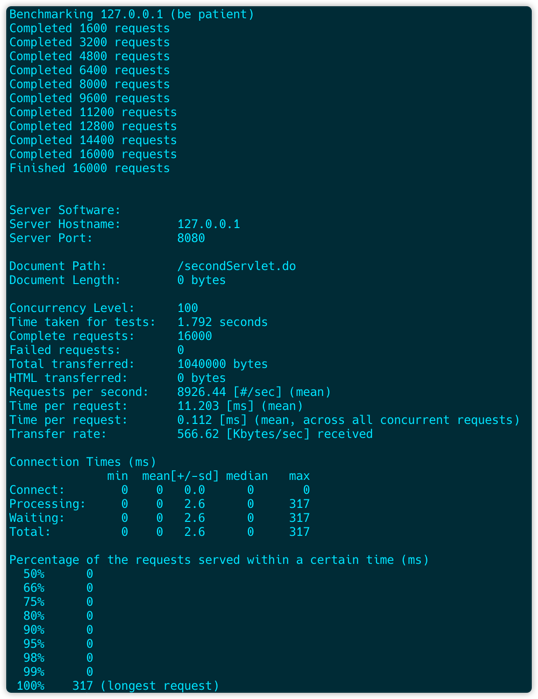 Benchmarking 127.0.0.1 (be patient)
Completed 1600 requests
Completed 3200 requests
Completed 4800 requests
Completed 6400 requests
Completed 8000 requests
Completed 9600 requests
Completed 11200 requests
Completed 12800 requests
Completed 14400 requests
Completed 16000 requests
Finished 16000 requests
Server Software:
Server Hostname:        127.0.0.1
Server Port:            8080
Document Path:          /secondServlet.do
Document Length:        0 bytes
Concurrency Level:      100
Time taken for tests:   1.792 seconds
Complete requests:      16000
Failed requests:        0
Total transferred:      1040000 bytes
HTML transferred:       0 bytes
Requests per second:    8926.44 [#/sec] (mean)
Time per request:       11.203 [ms] (mean)
Time per request:       0.112 [ms] (mean, across all concurrent requests)
Transfer rate:          566.62 [Kbytes/sec] received
Connection Times (ms)
              min  mean[+/-sd] median   max
Connect:        0    0   0.0      0       0
Processing:     0    0   2.6      0     317
Waiting:        0    0   2.6      0     317
Total:          0    0   2.6      0     317
Percentage of the requests served within a certain time (ms)
  50%      0
  66%      0
  75%      0
  80%      0
  90%      0
  95%      0
  98%      0
  99%      0
 100%    317 (longest request)